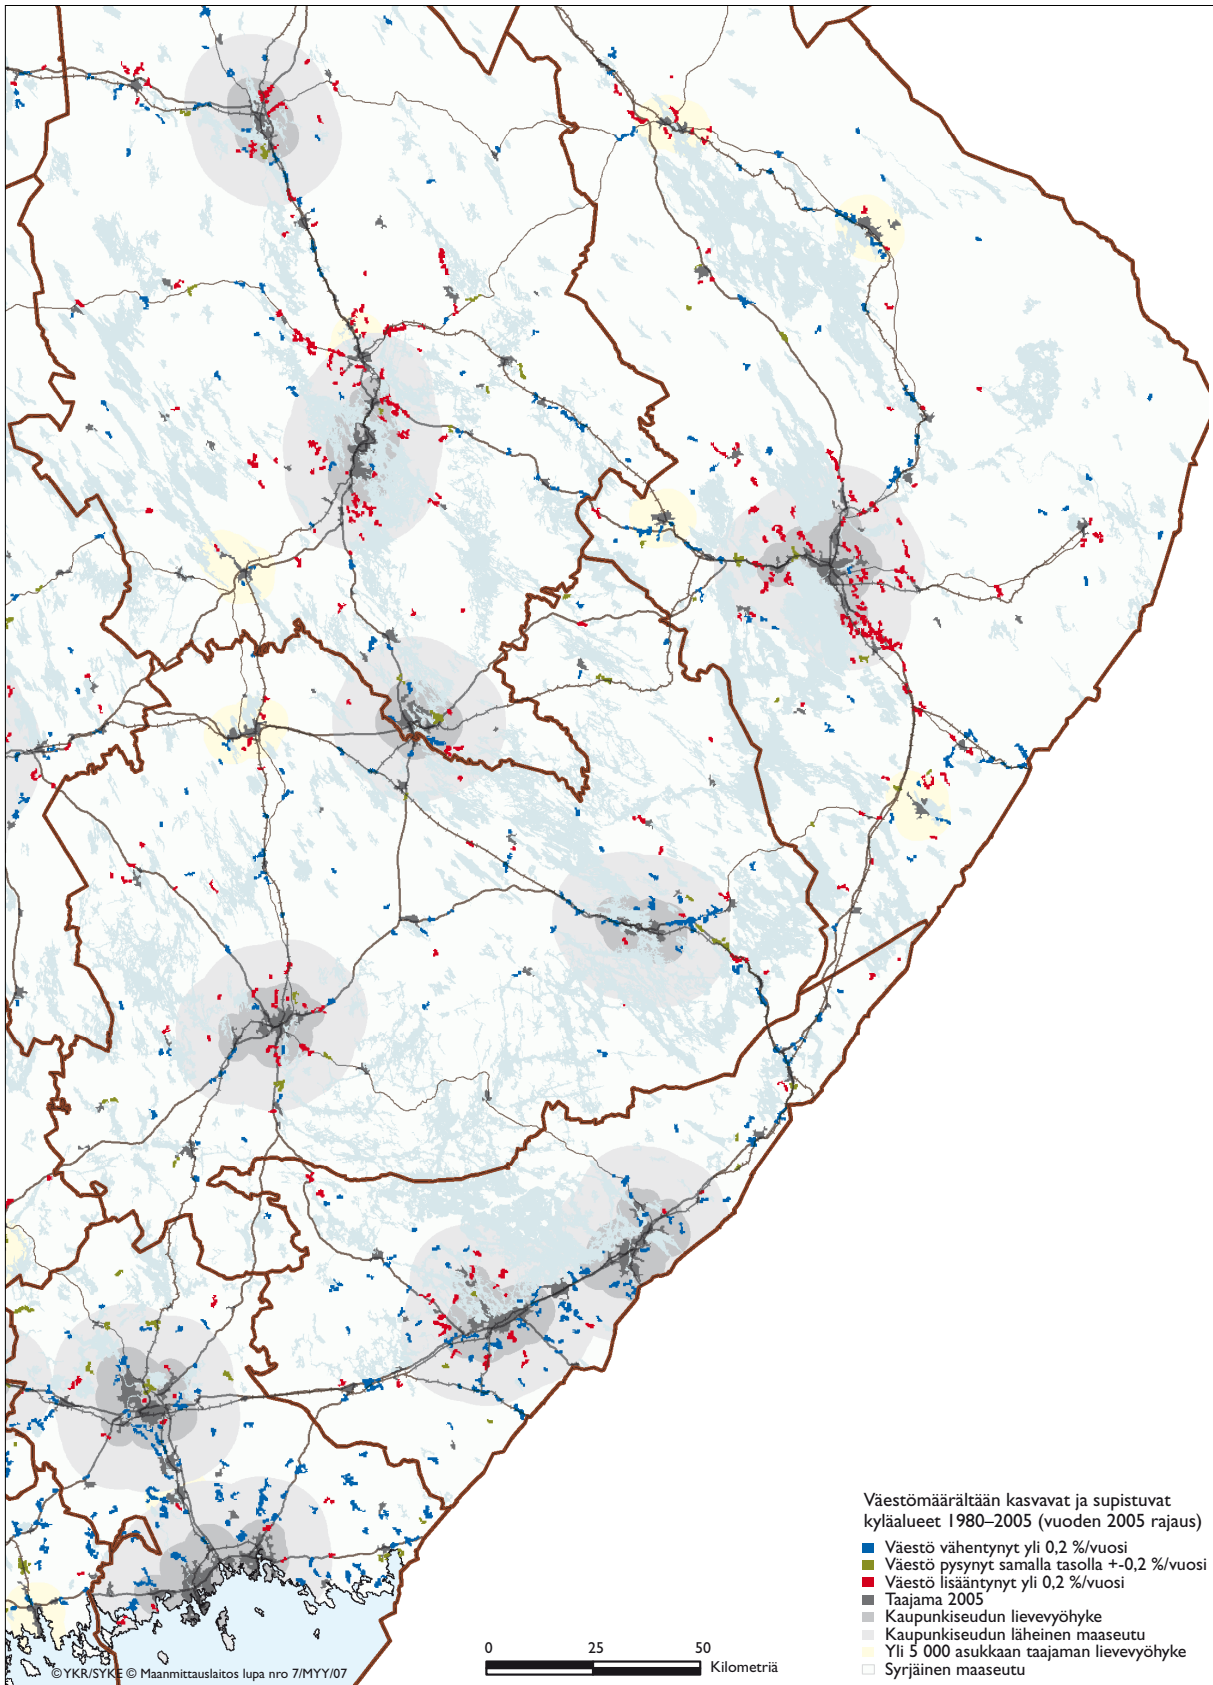 Väestömäärältään kasvavat ja supistuvat
kyläalueet 1980–2005 (vuoden 2005 rajaus)
Väestö vähentynyt yli 0,2 %/vuosi
Väestö pysynyt samalla tasolla +-0,2 %/vuosi
Väestö lisääntynyt yli 0,2 %/vuosi
Taajama 2005
Kaupunkiseudun lievevyöhyke
Kaupunkiseudun läheinen maaseutu
Yli 5 000 asukkaan taajaman lievevyöhyke
Syrjäinen maaseutu
0 25 50
Kilometriä
©YKR/SYKE © Maanmittauslaitos lupa nro 7/MYY/07